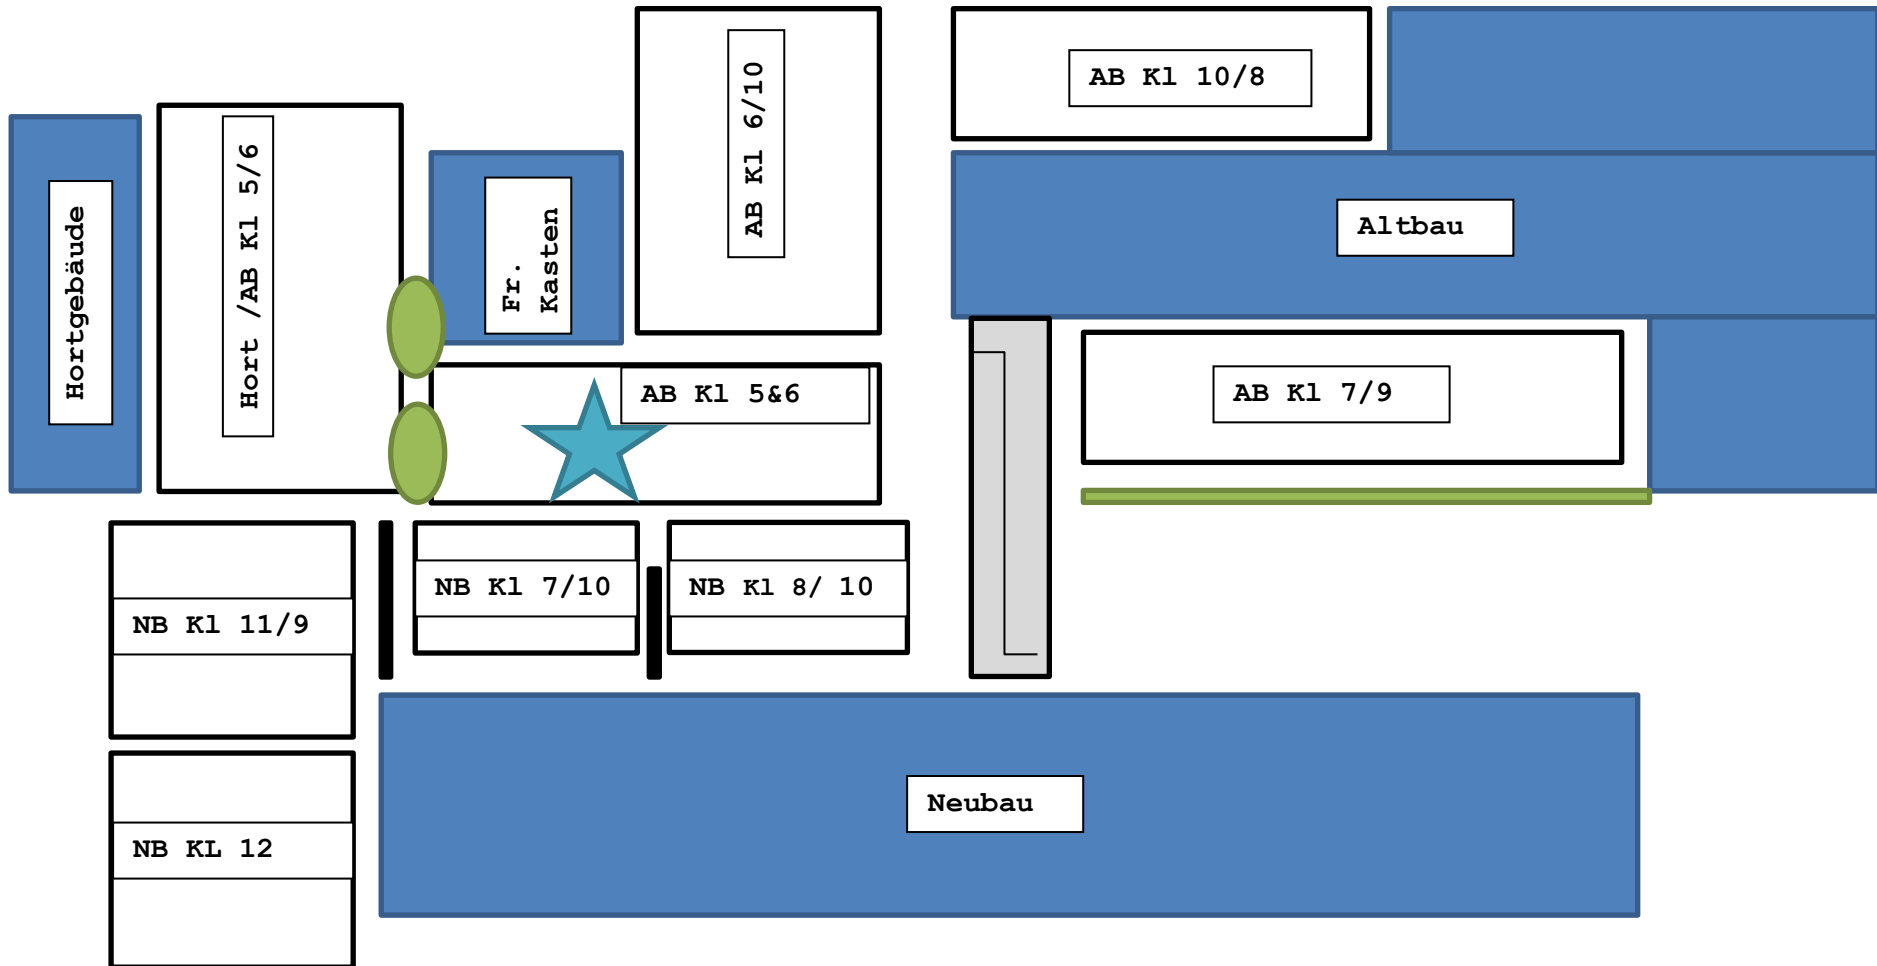 Hortgebäude
Hort /AB Kl 5/6
Fr.
Kasten
AB Kl 6/10
AB Kl 10/8
Altbau
AB Kl 5&6
AB Kl 7/9
NB Kl 11/9
NB Kl 7/10
NB Kl 8/ 10
NB KL 12
Neubau